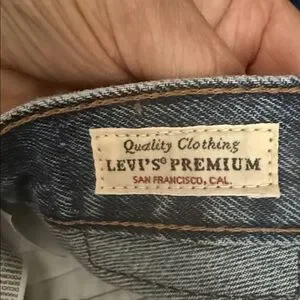 Quality Clothing
LEVI'S® PREMIUM
SAN FRANCISCO, CAL.